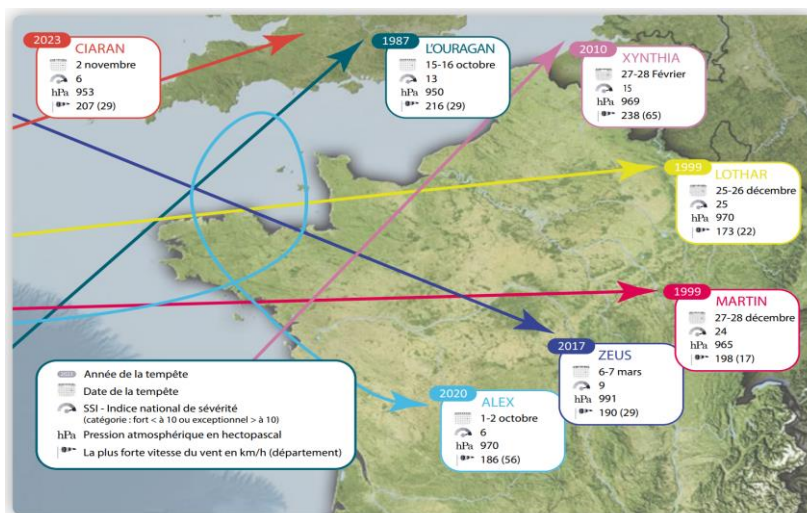 2023
CIARAN
2 novembre
6
hPa 953
207 (29)
1987
L'OURAGAN
15-16 octobre
13
hPa 950
216 (29)
2010
XYNTHIA
27-28 Février
15
hPa 969
238 (65)
1999
LOTHAR
25-26 décembre
25
hPa 970
173 (22)
1999
MARTIN
27-28 décembre
24
hPa 965
198 (17)
2017
ZEUS
6-7 mars
9
hPa 991
190 (29)
2020
ALEX
1-2 octobre
6
hPa 970
186 (56)
Année de la tempête
Date de la tempête
SSI - Indice national de sévérité
(catégorie : fort < à 10 ou exceptionnel > à 10)
hPa Pression atmosphérique en hectopascal
La plus forte vitesse du vent en km/h (département)